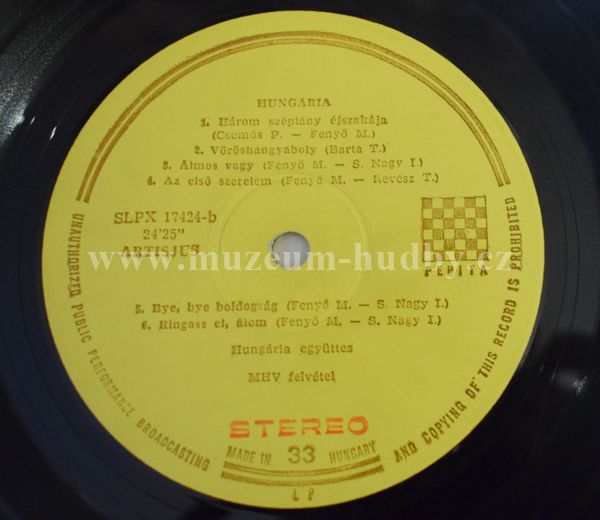 HUNGÁRIA
1. Három széplány éjszakája
(Csomós P. — Fenyő M.)
2. Vöröshangyaboly (Barta T.)
3. Álmos vagy (Fenyő M. — S. Nagy I.)
4. Az első szerelem (Fenyő M. — Révész T.)
SLPX 17424-b
24'25"
ARTISJUS
PEPITA
www.muzeum-hudby.cz
5. Bye, bye boldogság (Fenyő M. — S. Nagy I.)
6. Ringass el, álom (Fenyő M. — S. Nagy I.)
Hungária együttes
MHV felvétel
STEREO
MADE IN 33 HUNGARY
LP
UNAUTHORIZED PUBLIC PERFORMANCE BROADCASTING AND COPYING OF THIS RECORD IS PROHIBITED